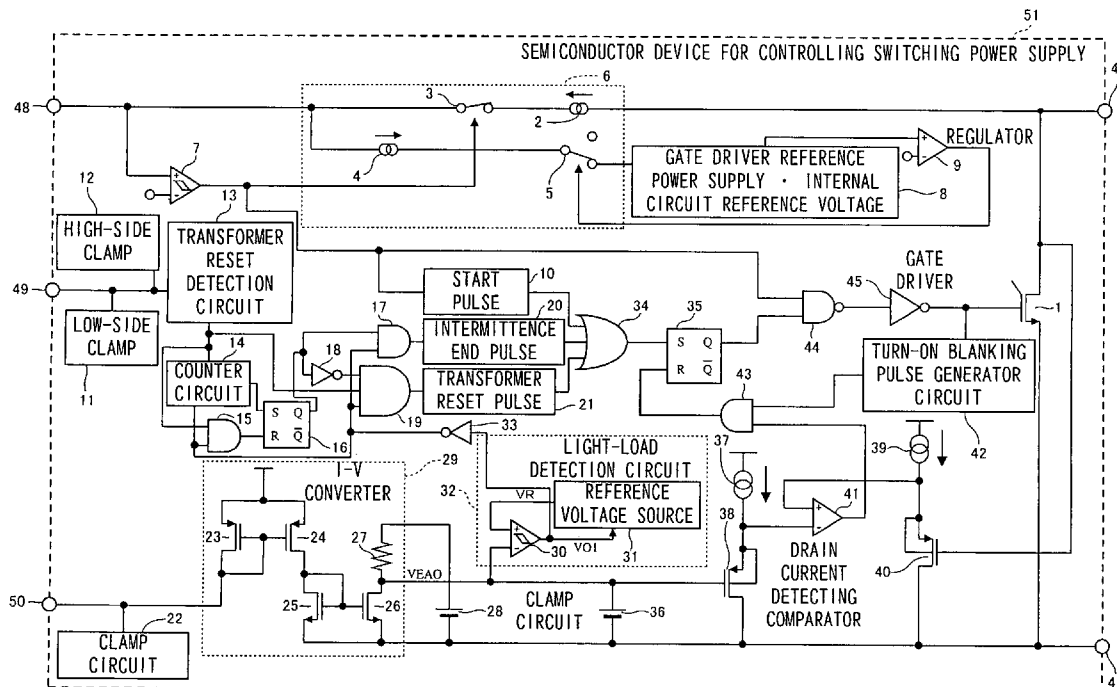 51
SEMICONDUCTOR DEVICE FOR CONTROLLING SWITCHING POWER SUPPLY
6
48
3
2
4
4
5
7
GATE DRIVER REFERENCE
POWER SUPPLY · INTERNAL
CIRCUIT REFERENCE VOLTAGE
8
REGULATOR
9
12
13
HIGH-SIDE
CLAMP
TRANSFORMER
RESET
DETECTION
CIRCUIT
49
LOW-SIDE
CLAMP
11
START
PULSE
10
17
20
INTERMITTENCE
END PULSE
34
35
S Q
R Q̅
44
GATE
DRIVER
45
1
14
COUNTER
CIRCUIT
18
TRANSFORMER
RESET PULSE
21
TURN-ON BLANKING
PULSE GENERATOR
CIRCUIT
42
43
15
S Q
R Q̅
16
19
33
29
I-V
CONVERTER
32
LIGHT-LOAD
DETECTION CIRCUIT
VR
REFERENCE
VOLTAGE SOURCE
30
VO1
31
37
38
39
41
40
DRAIN
CURRENT
DETECTING
COMPARATOR
23
24
27
VEAO
25
26
28
CLAMP
CIRCUIT
36
50
22
CLAMP
CIRCUIT
4